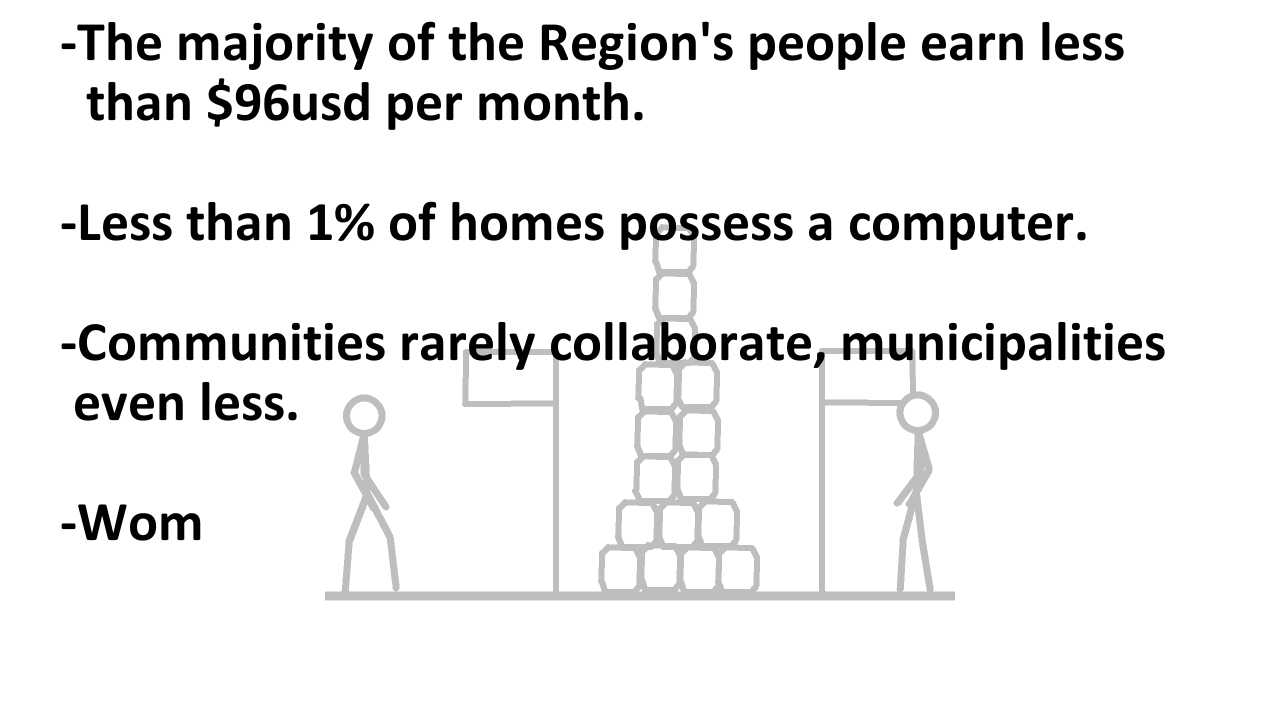 -The majority of the Region's people earn less
than $96usd per month.
-Less than 1% of homes possess a computer.
-Communities rarely collaborate, municipalities
even less.
-Wom